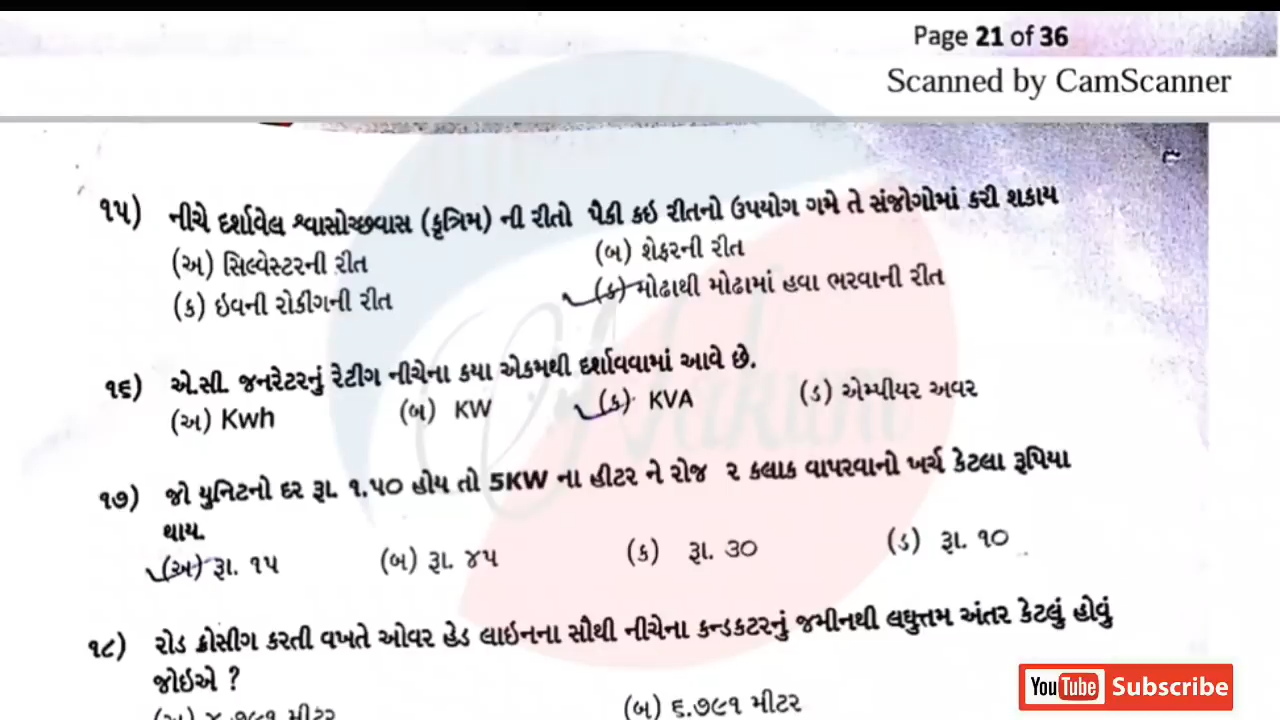 Page 21 of 36
Scanned by CamScanner
૧૫) નીચે દર્શાવેલ શ્વાસોચ્છવાસ (કૃત્રિમ) ની રીતો પૈકી કઇ રીતનો ઉપયોગ ગમે તે સંજોગોમાં કરી શકાય
(અ) સિલ્વેસ્ટરની રીત (બ) શેફરની રીત
(ક) ઇવની રોકીગની રીત (ડ) મોઢાથી મોઢામાં હવા ભરવાની રીત
૧૬) એ.સી. જનરેટરનું રેટીગ નીચેના કયા એકમથી દર્શાવવામાં આવે છે.
(અ) Kwh (બ) KW (ક) KVA (ડ) એમ્પીયર અવર
૧૭) જો યુનિટનો દર રૂા. ૧.૫૦ હોય તો 5KW ના હીટર ને રોજ ૨ કલાક વાપરવાનો ખર્ચ કેટલા રૂપિયા
થાય.
(અ) રૂા. ૧૫ (બ) રૂા. ૪૫ (ક) રૂા. ૩૦ (ડ) રૂા. ૧૦
૧૮) રોડ ક્રોસીગ કરતી વખતે ઓવર હેડ લાઇનના સૌથી નીચેના કન્ડકટરનું જમીનથી લઘુત્તમ અંતર કેટલું હોવું
જોઇએ ?
(બ) ૬.૭૯૧ મીટર
YouTube Subscribe